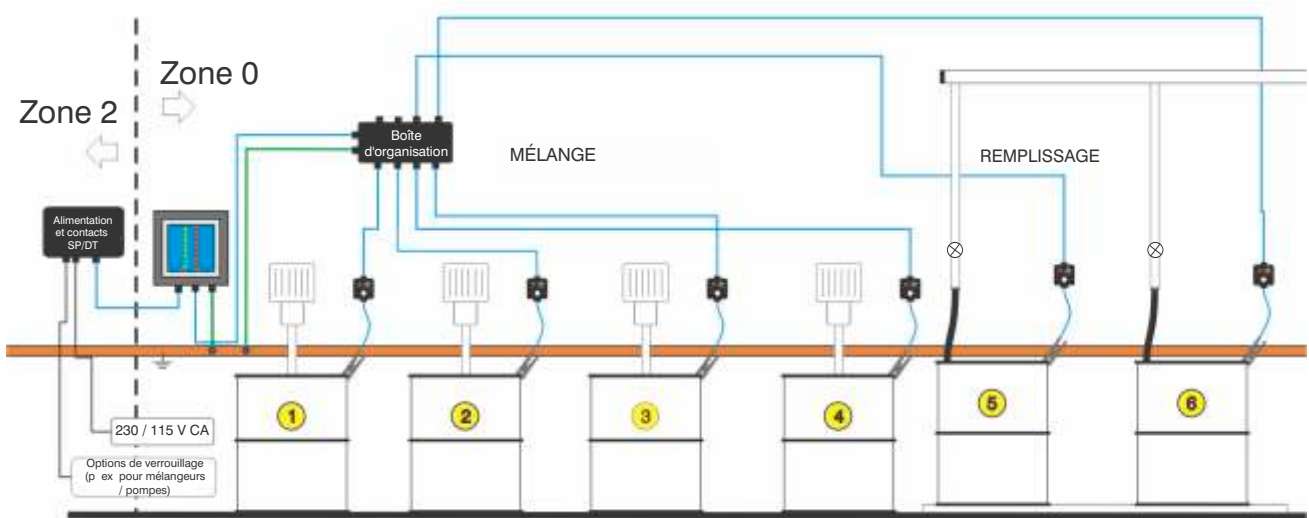 Zone 0
Zone 2
Boîte
d'organisation
MÉLANGE
REMPLISSAGE
Alimentation
et contacts
SP/DT
1
2
3
4
5
6
230 / 115 V CA
Options de verrouillage
(p ex pour mélangeurs
/ pompes)